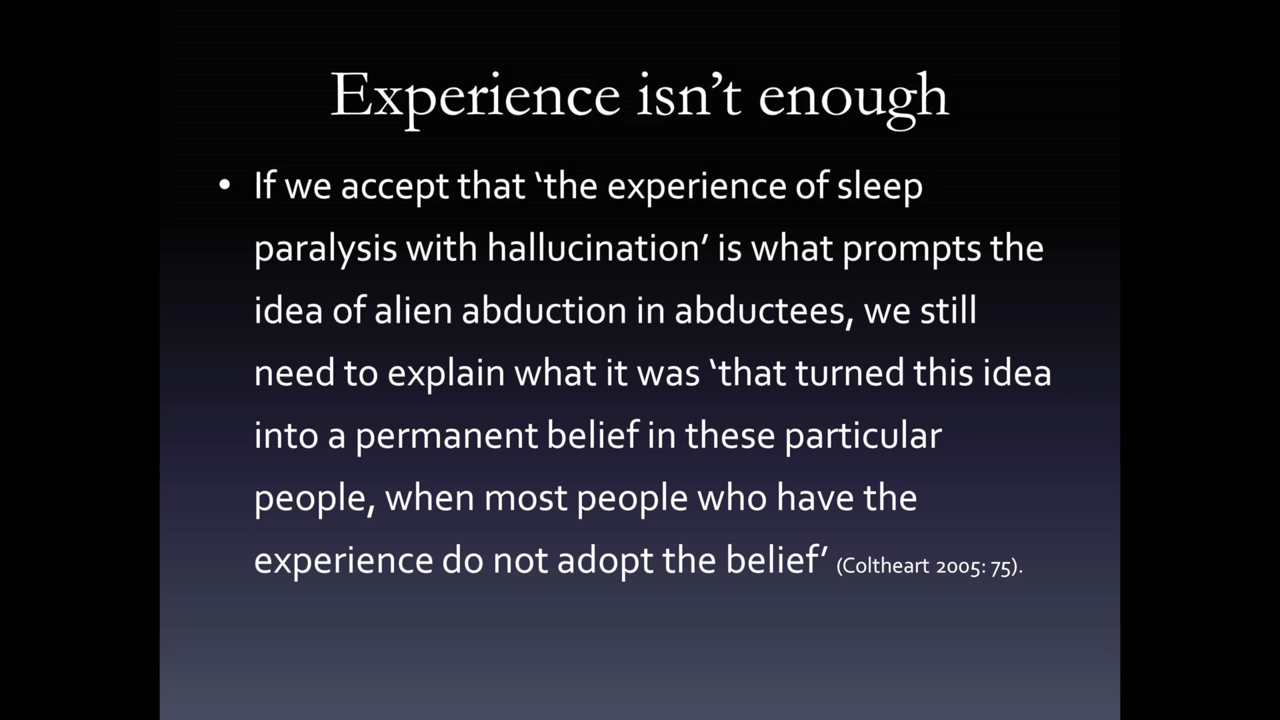 Experience isn’t enough
• If we accept that ‘the experience of sleep
paralysis with hallucination’ is what prompts the
idea of alien abduction in abductees, we still
need to explain what it was ‘that turned this idea
into a permanent belief in these particular
people, when most people who have the
experience do not adopt the belief’ (Coltheart 2005: 75).